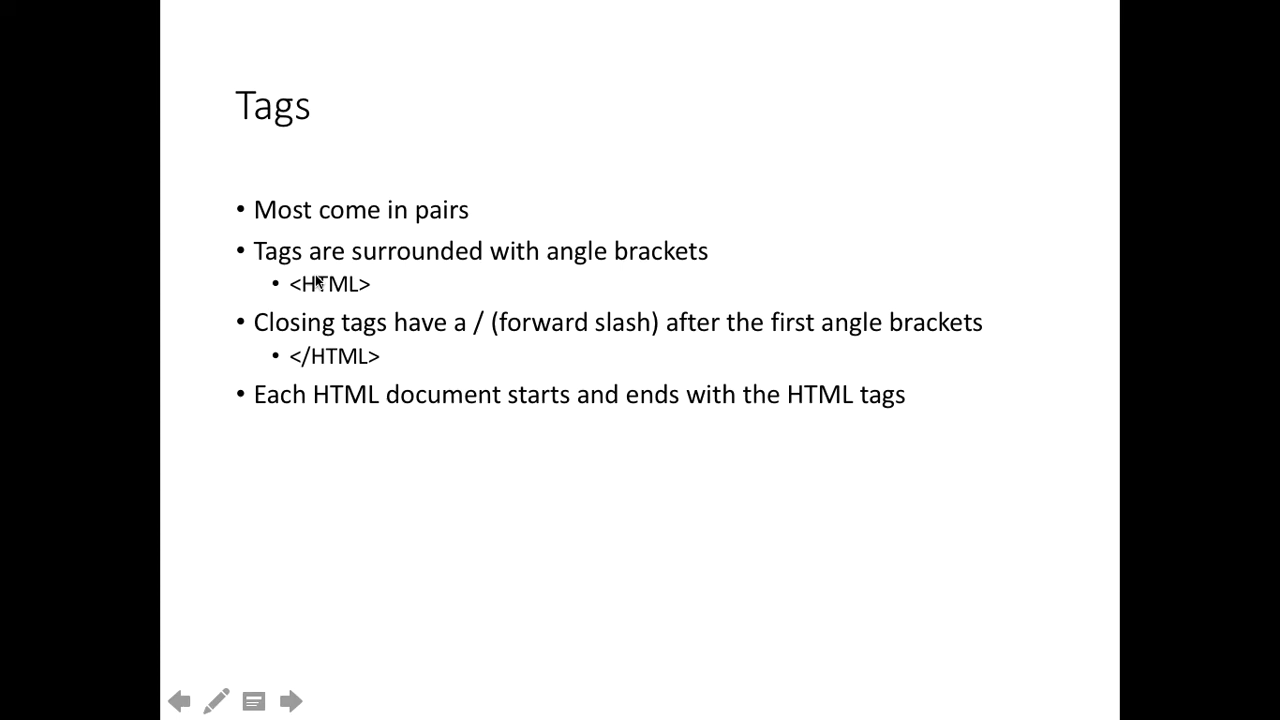 Tags
• Most come in pairs
• Tags are surrounded with angle brackets
• <HTML>
• Closing tags have a / (forward slash) after the first angle brackets
• </HTML>
• Each HTML document starts and ends with the HTML tags